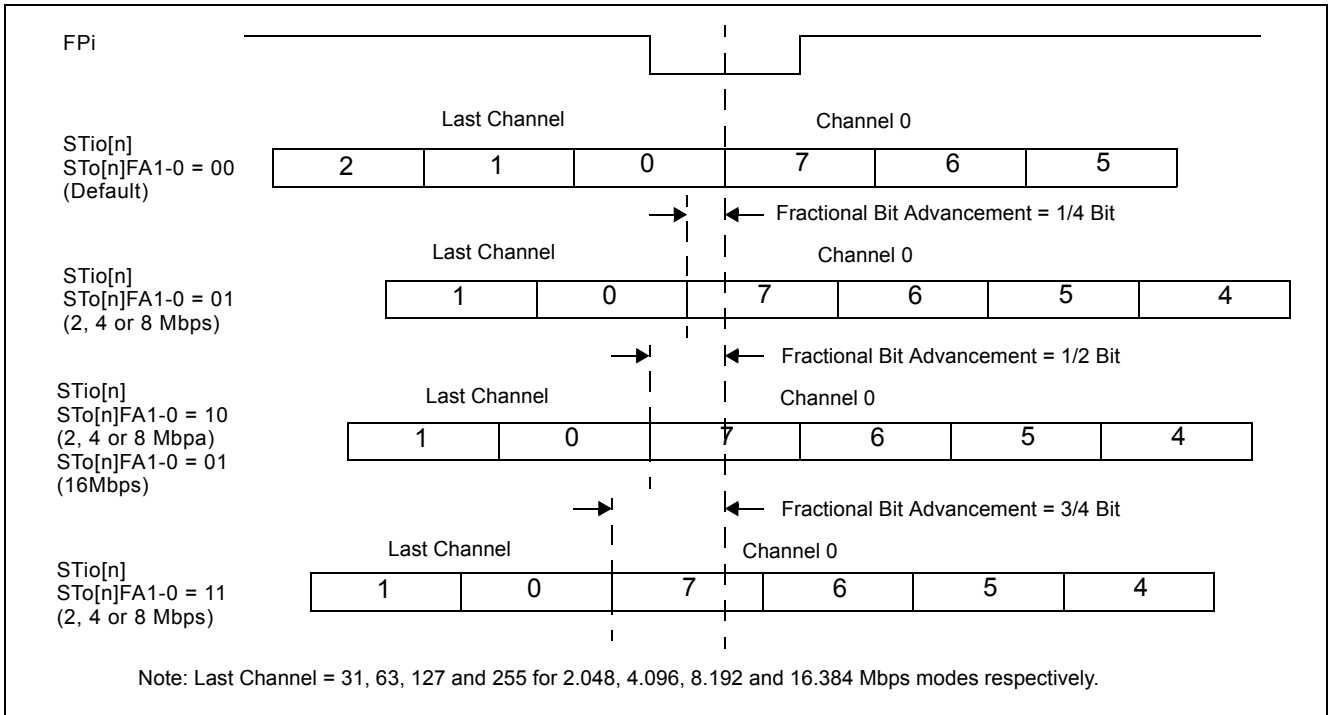 FPi
Last Channel
Channel 0
STio[n]
STo[n]FA1-0 = 00
(Default)
2 1 0 7 6 5
Fractional Bit Advancement = 1/4 Bit
Last Channel
Channel 0
STio[n]
STo[n]FA1-0 = 01
(2, 4 or 8 Mbps)
1 0 7 6 5 4
Fractional Bit Advancement = 1/2 Bit
STio[n]
STo[n]FA1-0 = 10
(2, 4 or 8 Mbpa)
STo[n]FA1-0 = 01
(16Mbps)
Last Channel
Channel 0
1 0 7 6 5 4
Fractional Bit Advancement = 3/4 Bit
Last Channel
Channel 0
STio[n]
STo[n]FA1-0 = 11
(2, 4 or 8 Mbps)
1 0 7 6 5 4
Note: Last Channel = 31, 63, 127 and 255 for 2.048, 4.096, 8.192 and 16.384 Mbps modes respectively.